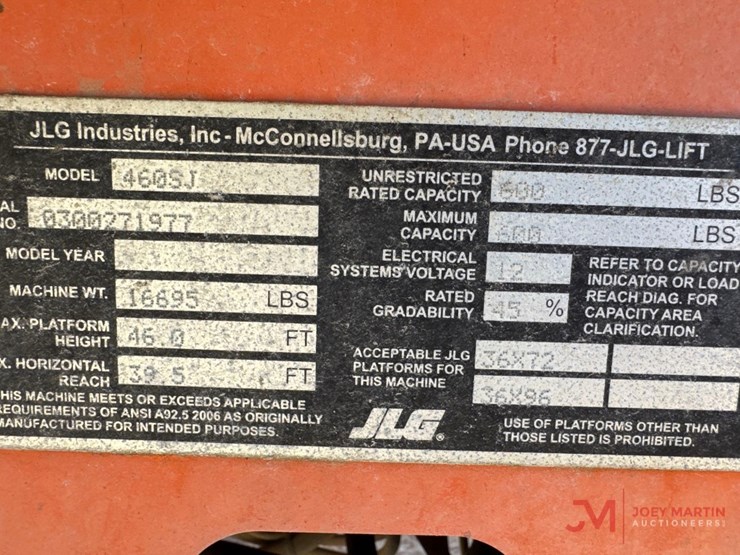 JLG Industries, Inc - McConnellsburg, PA-USA Phone 877-JLG-LIFT
MODEL 460SJ
AL NO. 0300271977
MODEL YEAR
MACHINE WT. 16695 LBS
AX. PLATFORM HEIGHT 46.0 FT
X. HORIZONTAL REACH 39.5 FT
HIS MACHINE MEETS OR EXCEEDS APPLICABLE
REQUIREMENTS OF ANSI A92.5 2006 AS ORIGINALLY
MANUFACTURED FOR INTENDED PURPOSES.
UNRESTRICTED
RATED CAPACITY 600 LBS
MAXIMUM
CAPACITY 600 LBS
ELECTRICAL
SYSTEMS VOLTAGE 12
RATED
GRADABILITY 45 %
REFER TO CAPACITY
INDICATOR OR LOAD
REACH DIAG. FOR
CAPACITY AREA
CLARIFICATION.
ACCEPTABLE JLG
PLATFORMS FOR
THIS MACHINE
36X72
36X96
JLG®
USE OF PLATFORMS OTHER THAN
THOSE LISTED IS PROHIBITED.
JM JOEY MARTIN
AUCTIONEERS